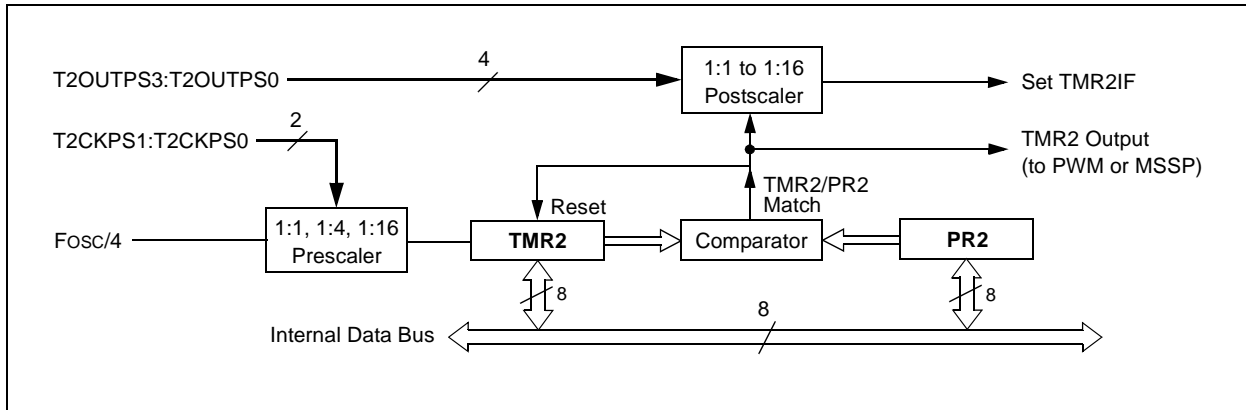 T2OUTPS3:T2OUTPS0
4
1:1 to 1:16
Postscaler
Set TMR2IF
T2CKPS1:T2CKPS0
2
TMR2 Output
(to PWM or MSSP)
TMR2/PR2
Match
Reset
FOSC/4
1:1, 1:4, 1:16
Prescaler
TMR2
Comparator
PR2
8
8
8
Internal Data Bus